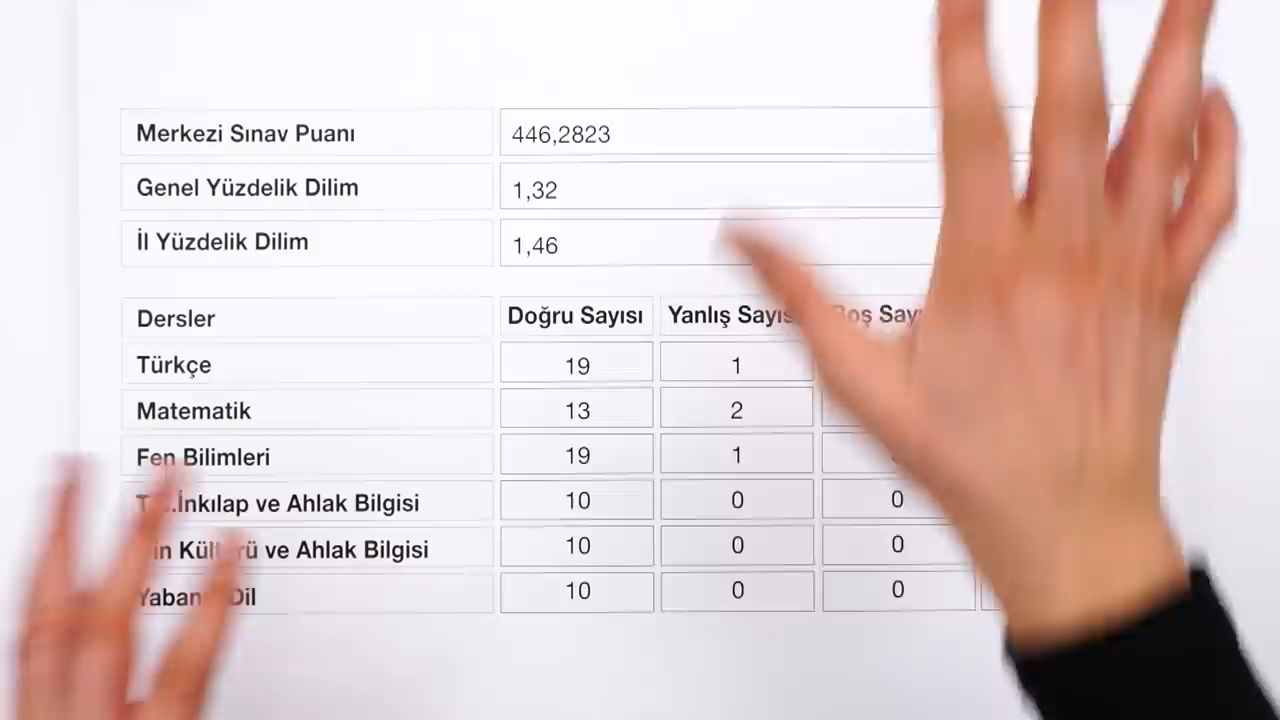 Merkezi Sınav Puanı 446,2823
Genel Yüzdelik Dilim 1,32
İl Yüzdelik Dilim 1,46
Dersler Doğru Sayısı Yanlış Sayısı Boş
Türkçe 19 1
Matematik 13 2
Fen Bilimleri 19 1
İnkılap ve Ahlak Bilgisi 10 0 0
Kültürü ve Ahlak Bilgisi 10 0 0
Yabancı Dil 10 0 0